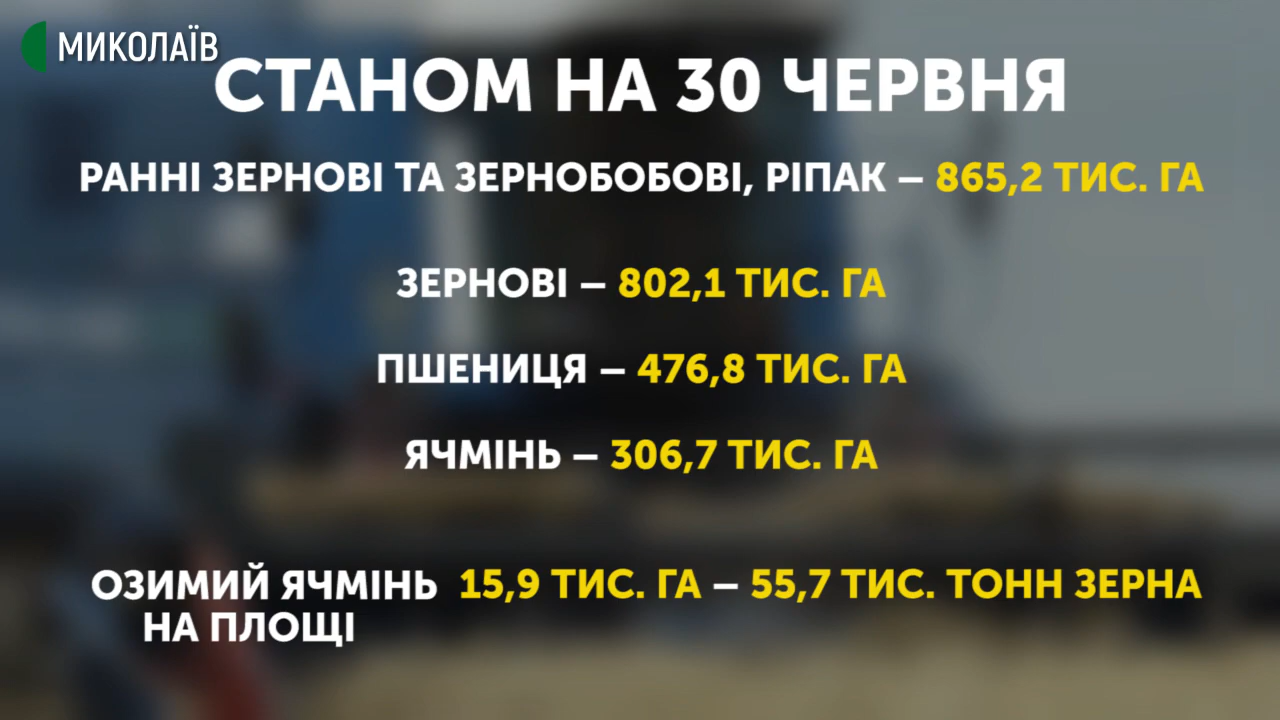 МИКОЛАЇВ
СТАНОМ НА 30 ЧЕРВНЯ
РАННІ ЗЕРНОВІ ТА ЗЕРНОБОБОВІ, РІПАК – 865,2 ТИС. ГА
ЗЕРНОВІ – 802,1 ТИС. ГА
ПШЕНИЦЯ – 476,8 ТИС. ГА
ЯЧМІНЬ – 306,7 ТИС. ГА
ОЗИМИЙ ЯЧМІНЬ 15,9 ТИС. ГА – 55,7 ТИС. ТОНН ЗЕРНА
НА ПЛОЩІ